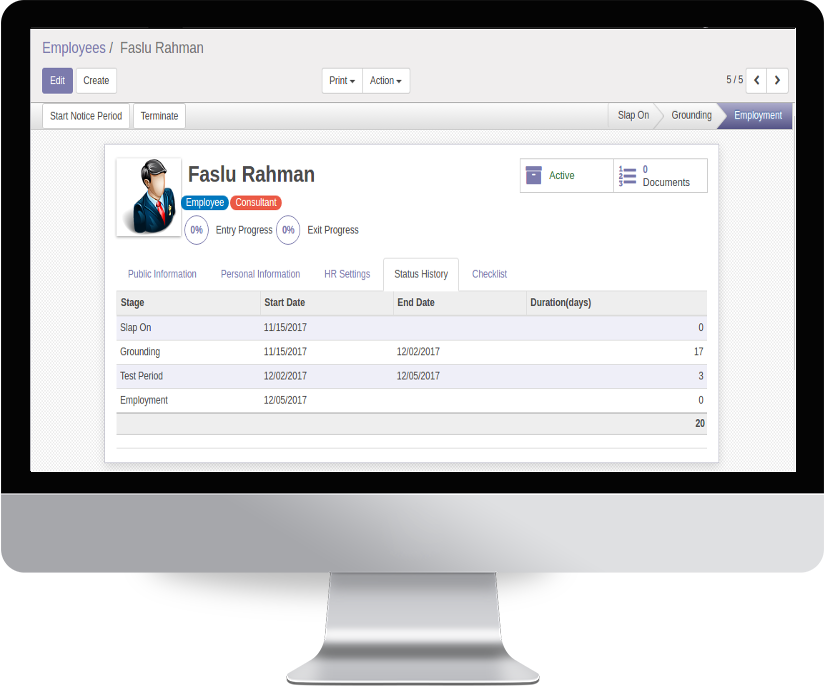 Employees / Faslu Rahman
Edit Create Print Action 5 / 5
Start Notice Period Terminate Slap On Grounding Employment
Faslu Rahman
Employee Consultant
0% Entry Progress 0% Exit Progress
Active
0
Documents
1
2
3
Public Information Personal Information HR Settings Status History Checklist
Stage Start Date End Date Duration(days)
Slap On 11/15/2017 0
Grounding 11/15/2017 12/02/2017 17
Test Period 12/02/2017 12/05/2017 3
Employment 12/05/2017 0
20